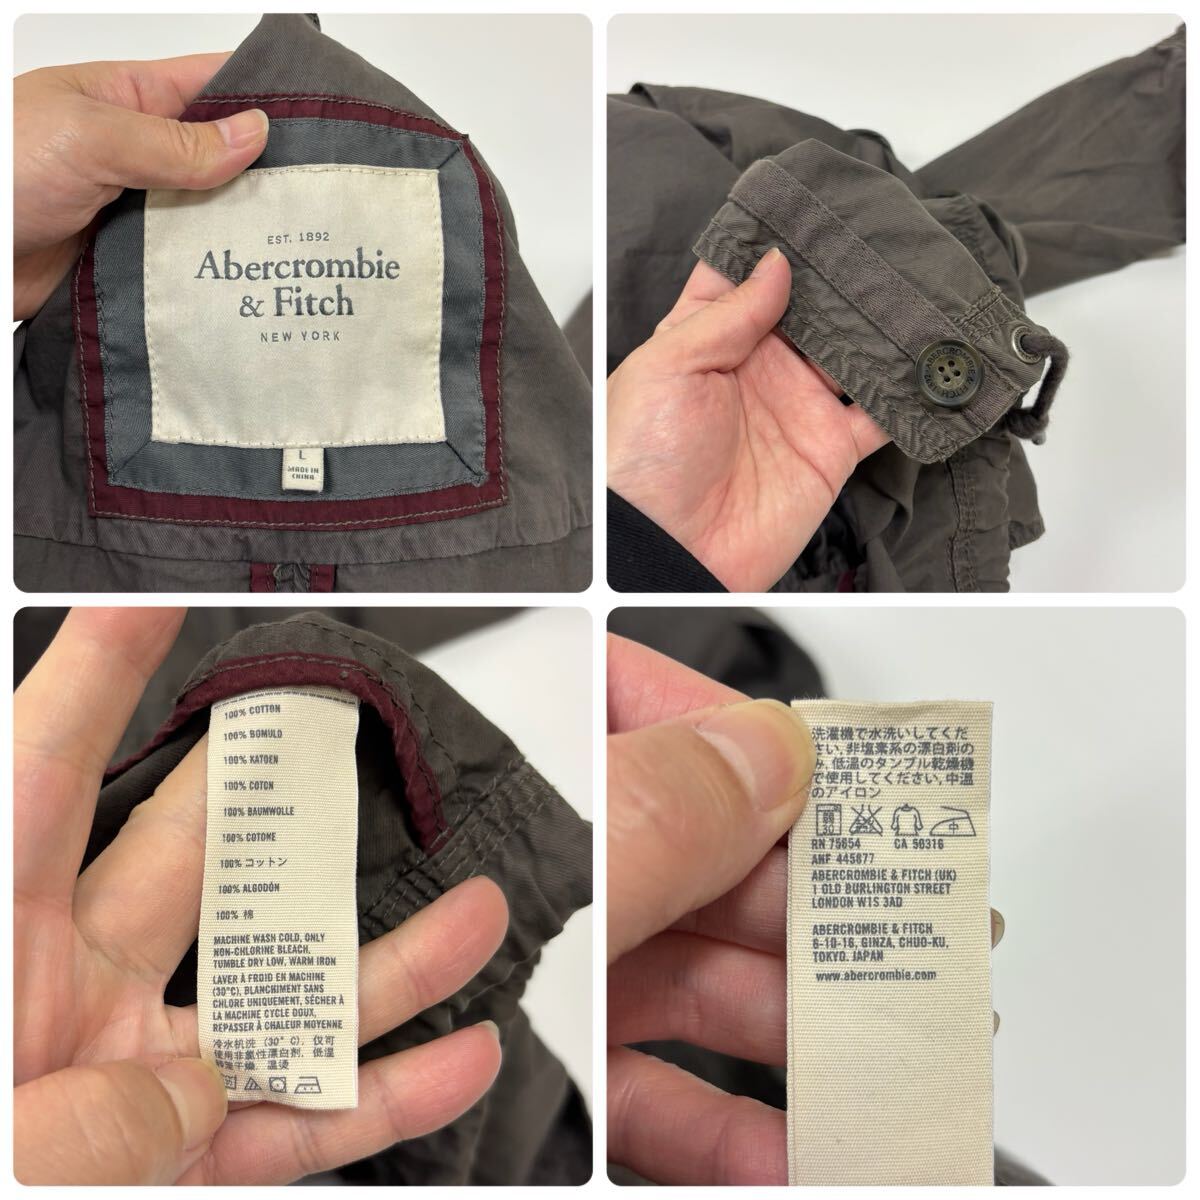 EST. 1892
Abercrombie
& Fitch
NEW YORK
L
MADE IN
CHINA
ABERCROMBIE & FITCH 1892
100% COTTON
100% BOMULD
100% KATOEN
100% COTON
100% BAUMWOLLE
100% COTONE
100% コットン
100% ALGODÓN
100% 棉
MACHINE WASH COLD, ONLY
NON-CHLORINE BLEACH,
TUMBLE DRY LOW, WARM IRON
LAVER À FROID EN MACHINE
(30°C), BLANCHIMENT SANS
CHLORE UNIQUEMENT, SÉCHER À
LA MACHINE CYCLE DOUX,
REPASSER À CHALEUR MOYENNE
冷水机洗 (30°C), 仅可
使用非氯性漂白剂, 低温
干燥, 温烫
洗濯機で水洗いしてくだ
さい, 非塩素系の漂白剤の
み, 低温のタンブル乾燥機
で使用してください, 中温
のアイロン
中
RN 75654 CA 50316
ANF 445877
ABERCROMBIE & FITCH (UK)
1 OLD BURLINGTON STREET
LONDON W1S 3AD
ABERCROMBIE & FITCH
6-10-16, GINZA, CHUO-KU,
TOKYO. JAPAN
www.abercrombie.com